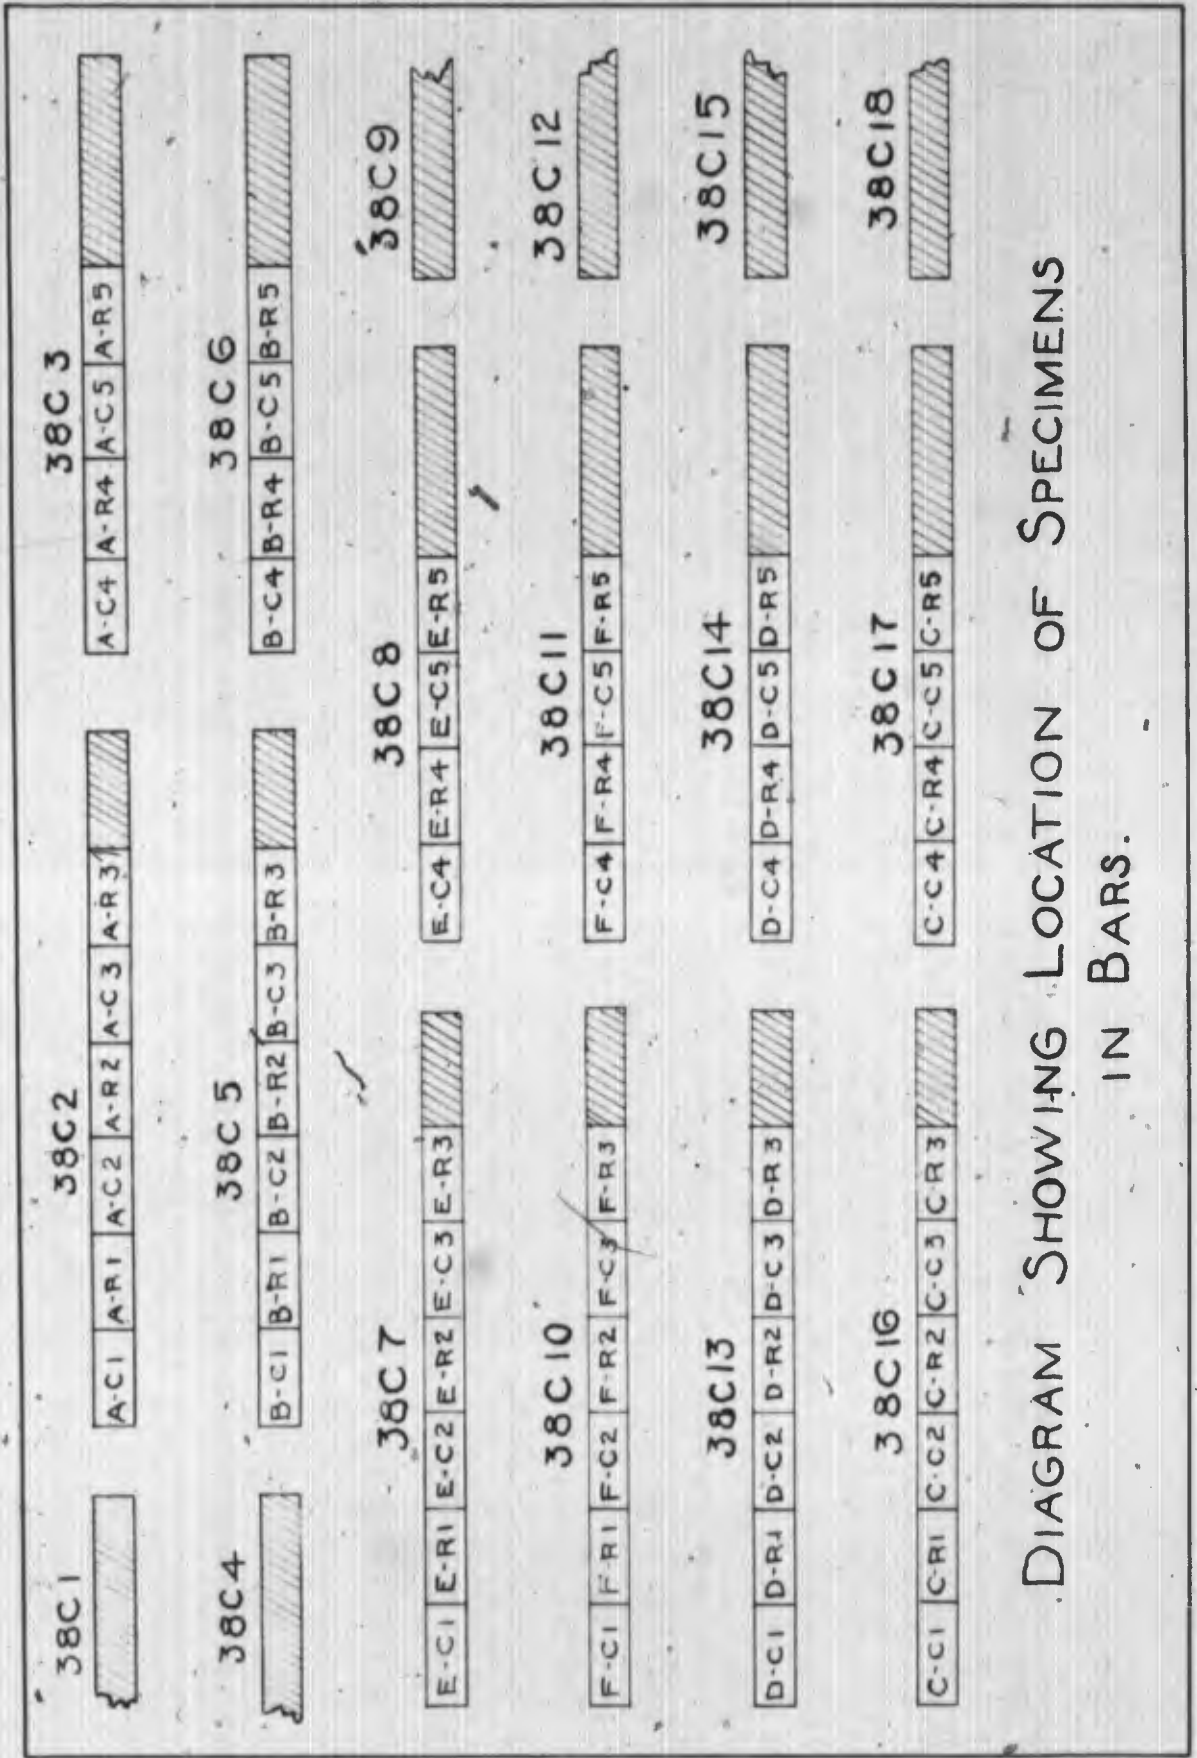 38C1 38C2 38C3
A-C1 A-R1 A-C2 A-R2 A-C3 A-R3 A-C4 A-R4 A-C5 A-R5
38C4 38C5 38C6
B-C1 B-R1 B-C2 B-R2 B-C3 B-R3 B-C4 B-R4 B-C5 B-R5
38C7 38C8 38C9
E-C1 E-R1 E-C2 E-R2 E-C3 E-R3 E-C4 E-R4 E-C5 E-R5
38C10 38C11 38C12
F-C1 F-R1 F-C2 F-R2 F-C3 F-R3 F-C4 F-R4 F-C5 F-R5
38C13 38C14 38C15
D-C1 D-R1 D-C2 D-R2 D-C3 D-R3 D-C4 D-R4 D-C5 D-R5
38C16 38C17 38C18
C-C1 C-R1 C-C2 C-R2 C-C3 C-R3 C-C4 C-R4 C-C5 C-R5
DIAGRAM SHOWING LOCATION OF SPECIMENS
IN BARS.